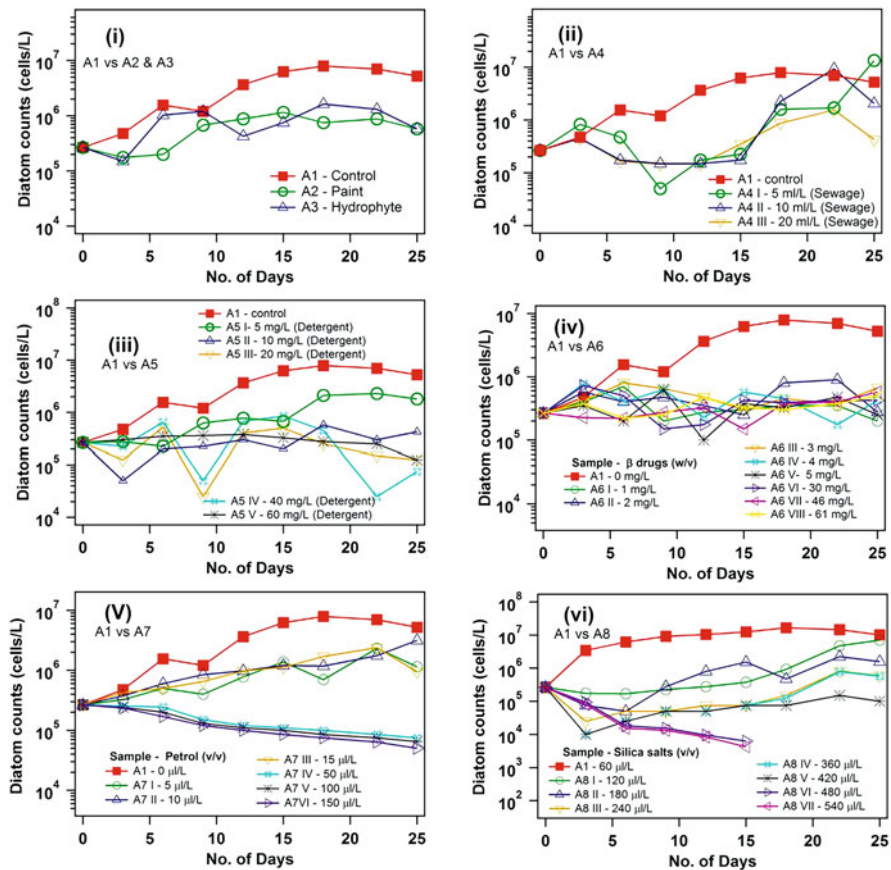 (i)
A1 vs A2 & A3
Diatom counts (cells/L)
10⁷
10⁶
10⁵
10⁴
A1 - Control
A2 - Paint
A3 - Hydrophyte
0 5 10 15 20 25
No. of Days
(ii)
A1 vs A4
Diatom counts (cells/L)
10⁷
10⁶
10⁵
10⁴
A1 - control
A4 I - 5 ml/L (Sewage)
A4 II - 10 ml/L (Sewage)
A4 III - 20 ml/L (Sewage)
0 5 10 15 20 25
No. of Days
(iii)
A1 vs A5
Diatom counts (cells/L)
10⁸
10⁷
10⁶
10⁵
10⁴
A1 - control
A5 I- 5 mg/L (Detergent)
A5 II - 10 mg/L (Detergent)
A5 III- 20 mg/L (Detergent)
A5 IV - 40 mg/L (Detergent)
A5 V - 60 mg/L (Detergent)
0 5 10 15 20 25
No. of Days
(iv)
A1 vs A6
Diatom counts (cells/L)
10⁷
10⁶
10⁵
10⁴
Sample - β drugs (w/v)
A1 - 0 mg/L
A6 I - 1 mg/L
A6 II - 2 mg/L
A6 III - 3 mg/L
A6 IV - 4 mg/L
A6 V- 5 mg/L
A6 VI - 30 mg/L
A6 VII - 46 mg/L
A6 VIII - 61 mg/L
0 5 10 15 20 25
No. of Days
(V)
A1 vs A7
Diatom counts (cells/L)
10⁷
10⁶
10⁵
10⁴
Sample - Petrol (v/v)
A1 - 0 µl/L
A7 I - 5 µl/L
A7 II - 10 µl/L
A7 III - 15 µl/L
A7 IV - 50 µl/L
A7 V - 100 µl/L
A7VI - 150 µl/L
0 5 10 15 20 25
No. of Days
(vi)
A1 vs A8
Diatom counts (cells/L)
10⁸
10⁷
10⁶
10⁵
10⁴
10³
10²
Sample - Silica salts (v/v)
A1 - 60 µl/L
A8 I - 120 µl/L
A8 II - 180 µl/L
A8 III - 240 µl/L
A8 IV - 360 µl/L
A8 V - 420 µl/L
A8 VI - 480 µl/L
A8 VII - 540 µl/L
0 5 10 15 20 25
No. of Days